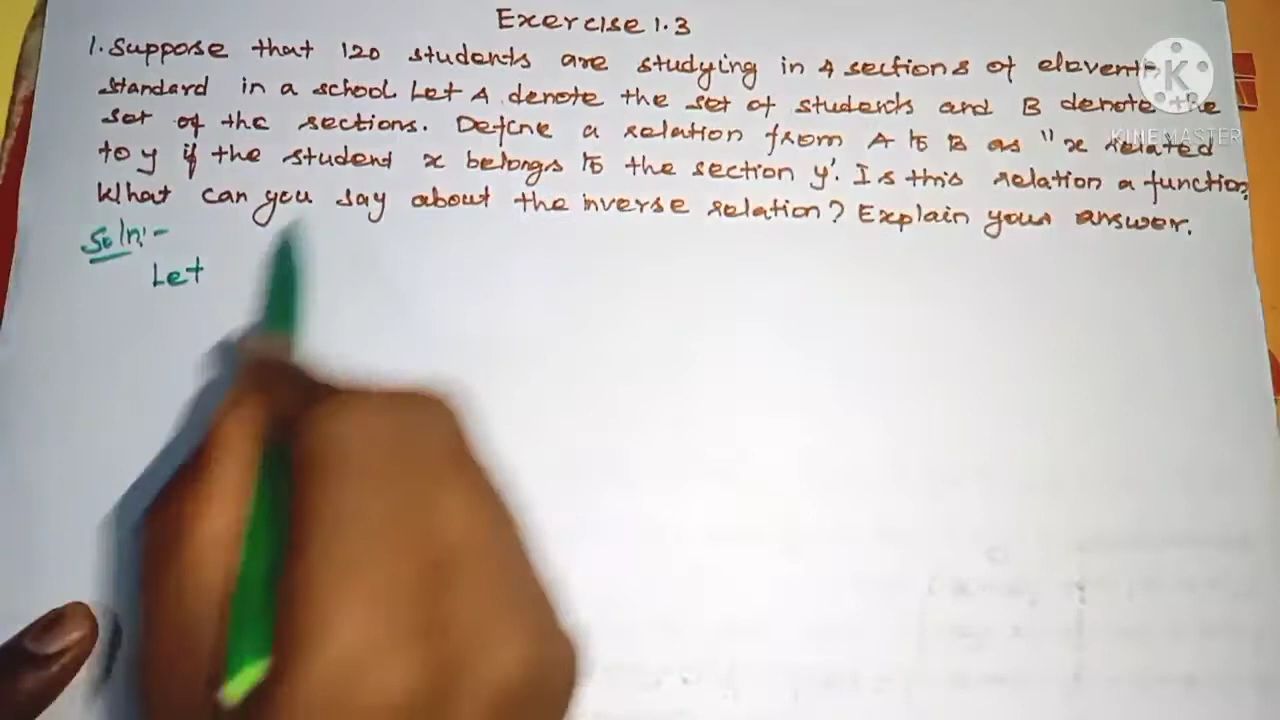 Exercise 1.3
1. Suppose that 120 students are studying in 4 sections of eleventh
standard in a school Let A denote the set of students and B denote the
set of the sections. Define a relation from A to B as "x related
to y if the student x belongs to the section y". Is this relation a function
What can you say about the inverse relation? Explain your answer.
Soln:-
Let
K
KINEMASTER